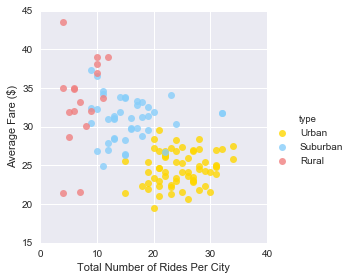 45
40
35
30
25
20
15
Average Fare ($)
0
10
20
30
40
Total Number of Rides Per City
type
Urban
Suburban
Rural